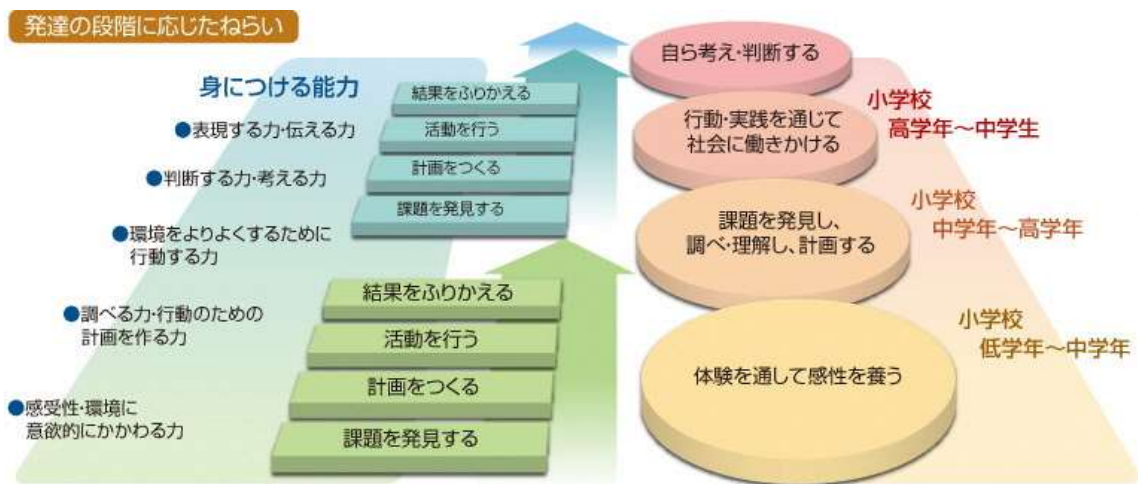 発達の段階に応じたねらい
身につける能力
●表現する力・伝える力
●判断する力・考える力
●環境をよりよくするために
行動する力
●調べる力・行動のための
計画を作る力
●感受性・環境に
意欲的にかかわる力
結果をふりかえる
活動を行う
計画をつくる
課題を発見する
結果をふりかえる
活動を行う
計画をつくる
課題を発見する
自ら考え・判断する
行動・実践を通じて
社会に働きかける
課題を発見し、
調べ・理解し、計画する
体験を通して感性を養う
小学校
高学年～中学生
小学校
中学年～高学年
小学校
低学年～中学年